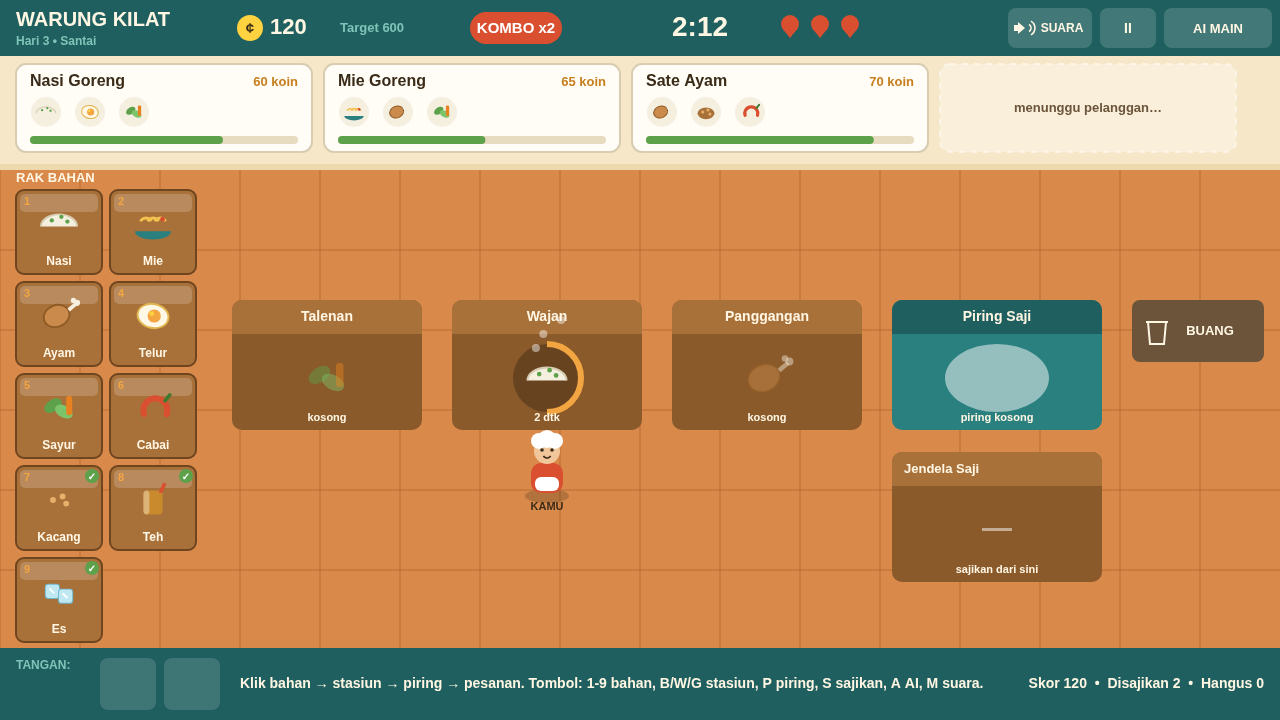 WARUNG KILAT
Hari 3 • Santai
₵ 120
Target 600
KOMBO x2
2:12
SUARA
II
AI MAIN
Nasi Goreng
60 koin
Mie Goreng
65 koin
Sate Ayam
70 koin
menunggu pelanggan…
RAK BAHAN
1
Nasi
2
Mie
3
Ayam
4
Telur
5
Sayur
6
Cabai
7
✓
Kacang
8
✓
Teh
9
✓
Es
Talenan
kosong
Wajan
2 dtk
Panggangan
kosong
Piring Saji
piring kosong
BUANG
KAMU
Jendela Saji
—
sajikan dari sini
TANGAN:
Klik bahan → stasiun → piring → pesanan. Tombol: 1-9 bahan, B/W/G stasiun, P piring, S sajikan, A AI, M suara.
Skor 120 • Disajikan 2 • Hangus 0